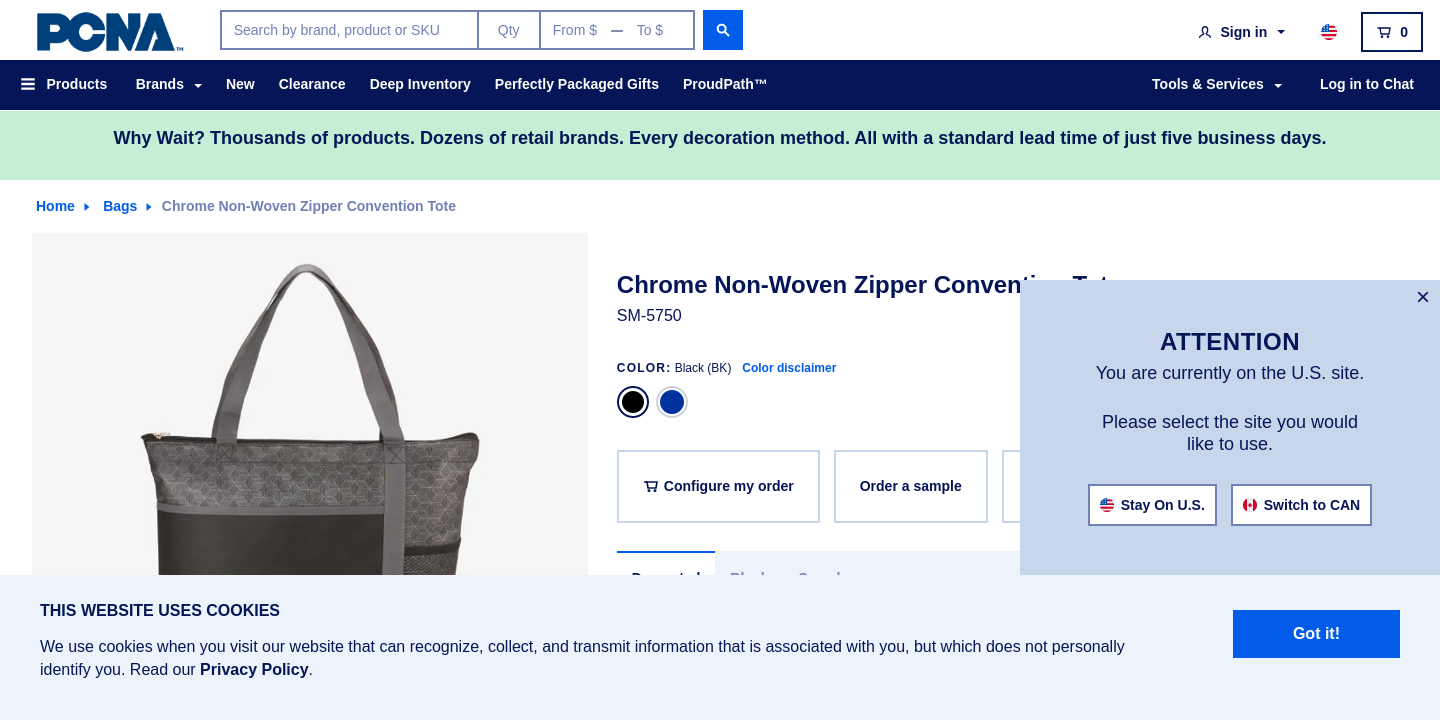 PCNA™
Search by brand, product or SKU
Qty
From $ — To $
Sign in
0
Products
Brands
New
Clearance
Deep Inventory
Perfectly Packaged Gifts
ProudPath™
Tools & Services
Log in to Chat
Why Wait? Thousands of products. Dozens of retail brands. Every decoration method. All with a standard lead time of just five business days.
Home
Bags
Chrome Non-Woven Zipper Convention Tote
Chrome Non-Woven Zipper Convention Tote
SM-5750
COLOR: Black (BK) Color disclaimer
Configure my order
Order a sample
×
ATTENTION
You are currently on the U.S. site.
Please select the site you would
like to use.
Stay On U.S.
Switch to CAN
THIS WEBSITE USES COOKIES
We use cookies when you visit our website that can recognize, collect, and transmit information that is associated with you, but which does not personally
identify you. Read our Privacy Policy.
Got it!